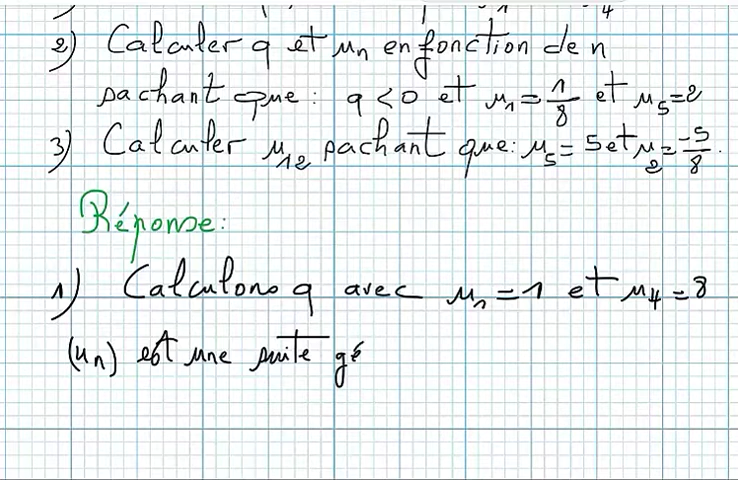 2) Calculer q et un en fonction de n
sachant que : q < 0 et u1 = 1/8 et u5 = 2
3) Calculer u12 sachant que : u5 = 5 et u2 = -5/8.
Réponse :
1) Calculons q avec u1 = 1 et u4 = 8
(un) est une suite gé